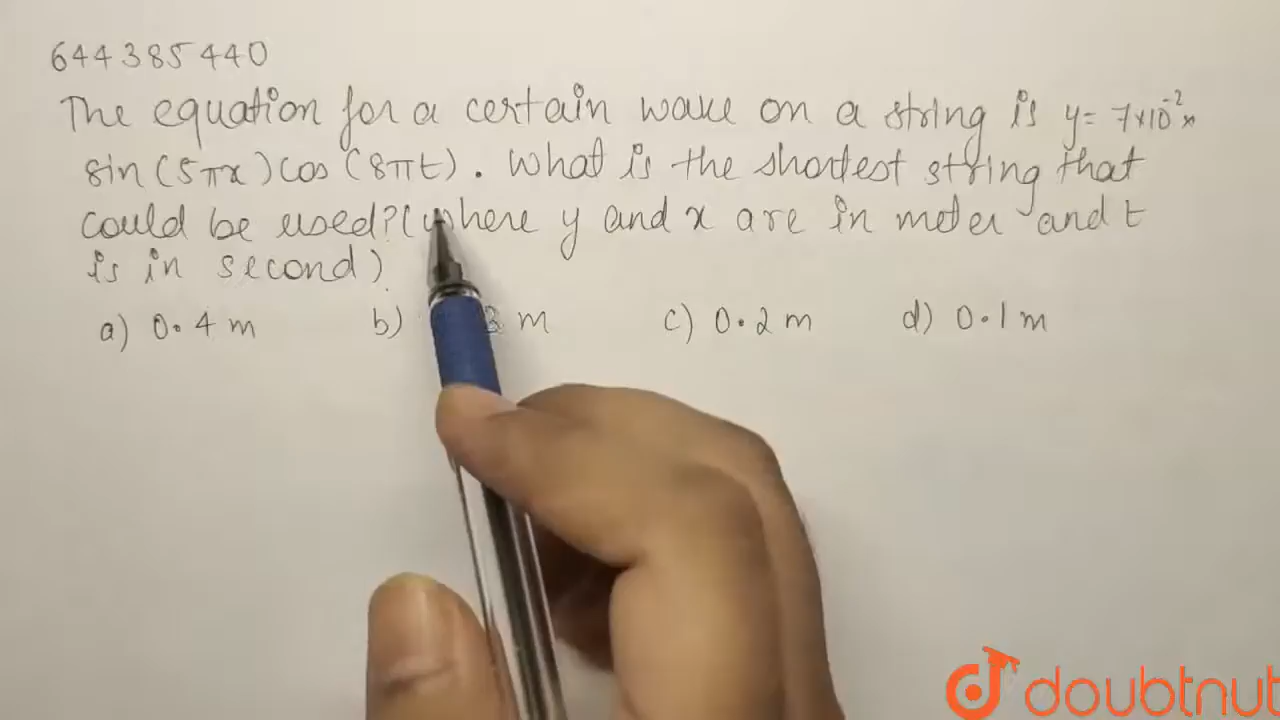 644385440
The equation for a certain wave on a string is y= 7×10⁻²×
sin(5πx)cos(8πt). What is the shortest string that
could be used?(where y and x are in meter and t
is in second)
a) 0.4 m b) 3 m c) 0.2 m d) 0.1 m
doubtnut